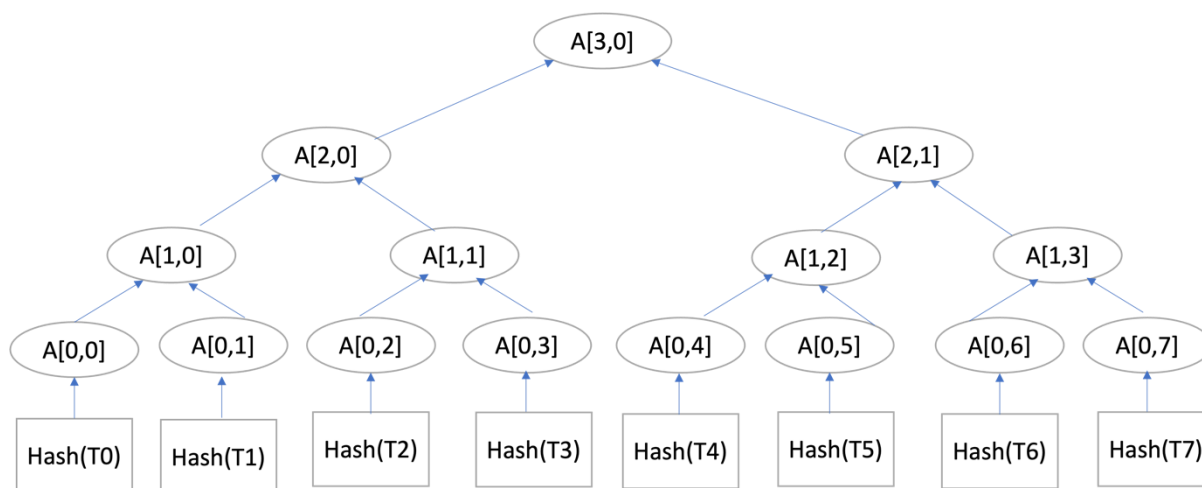 A[3,0]
A[2,0]
A[2,1]
A[1,0]
A[1,1]
A[1,2]
A[1,3]
A[0,0]
A[0,1]
A[0,2]
A[0,3]
A[0,4]
A[0,5]
A[0,6]
A[0,7]
Hash(T0)
Hash(T1)
Hash(T2)
Hash(T3)
Hash(T4)
Hash(T5)
Hash(T6)
Hash(T7)